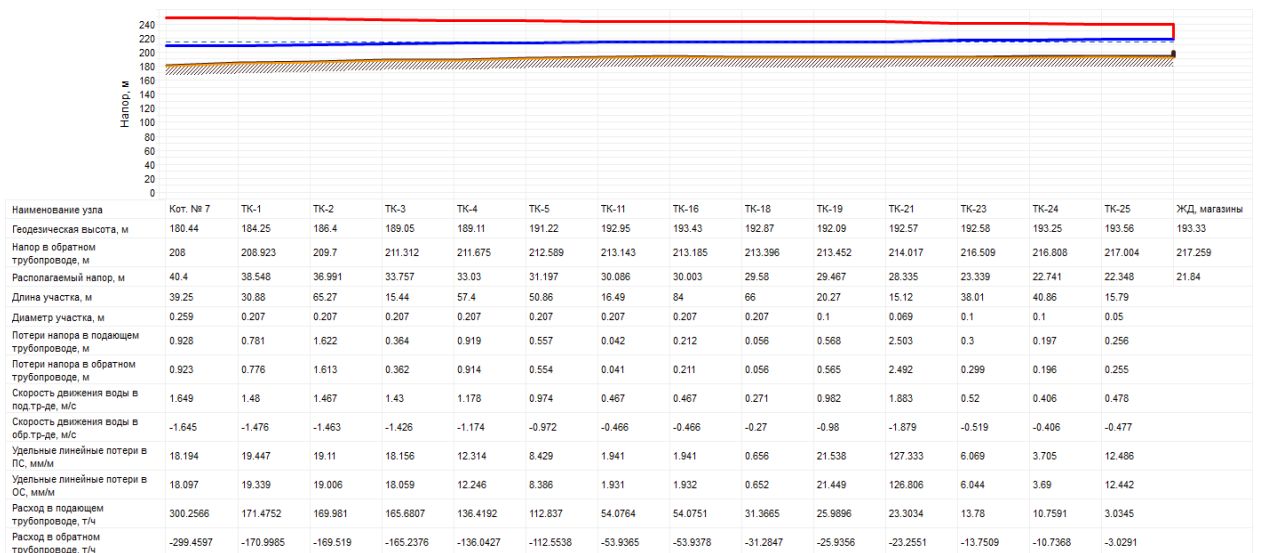 240
220
200
180
160
140
120
100
80
60
40
20
0
Напор, м
Наименование узла Кот. № 7 ТК-1 ТК-2 ТК-3 ТК-4 ТК-5 ТК-11 ТК-16 ТК-18 ТК-19 ТК-21 ТК-23 ТК-24 ТК-25 ЖД, магазины
Геодезическая высота, м 180.44 184.25 186.4 189.05 189.11 191.22 192.95 193.43 192.87 192.09 192.57 192.58 193.25 193.56 193.33
Напор в обратном
трубопроводе, м 208 208.923 209.7 211.312 211.675 212.589 213.143 213.185 213.396 213.452 214.017 216.509 216.808 217.004 217.259
Располагаемый напор, м 40.4 38.548 36.991 33.757 33.03 31.197 30.086 30.003 29.58 29.467 28.335 23.339 22.741 22.348 21.84
Длина участка, м 39.25 30.88 65.27 15.44 57.4 50.86 16.49 84 66 20.27 15.12 38.01 40.86 15.79
Диаметр участка, м 0.259 0.207 0.207 0.207 0.207 0.207 0.207 0.207 0.207 0.1 0.069 0.1 0.1 0.05
Потери напора в подающем
трубопроводе, м 0.928 0.781 1.622 0.364 0.919 0.557 0.042 0.212 0.056 0.568 2.503 0.3 0.197 0.256
Потери напора в обратном
трубопроводе, м 0.923 0.776 1.613 0.362 0.914 0.554 0.041 0.211 0.056 0.565 2.492 0.299 0.196 0.255
Скорость движения воды в
под.тр-де, м/с 1.649 1.48 1.467 1.43 1.178 0.974 0.467 0.467 0.271 0.982 1.883 0.52 0.406 0.478
Скорость движения воды в
обр.тр-де, м/с -1.645 -1.476 -1.463 -1.426 -1.174 -0.972 -0.466 -0.466 -0.27 -0.98 -1.879 -0.519 -0.406 -0.477
Удельные линейные потери в
ПС, мм/м 18.194 19.447 19.11 18.156 12.314 8.429 1.941 1.941 0.656 21.538 127.333 6.069 3.705 12.486
Удельные линейные потери в
ОС, мм/м 18.097 19.339 19.006 18.059 12.246 8.386 1.931 1.932 0.652 21.449 126.806 6.044 3.69 12.442
Расход в подающем
трубопроводе, т/ч 300.2566 171.4752 169.981 165.6807 136.4192 112.837 54.0764 54.0751 31.3665 25.9896 23.3034 13.78 10.7591 3.0345
Расход в обратном
трубопроводе, т/ч -299.4597 -170.9985 -169.519 -165.2376 -136.0427 -112.5538 -53.9365 -53.9378 -31.2847 -25.9356 -23.2551 -13.7509 -10.7368 -3.0291